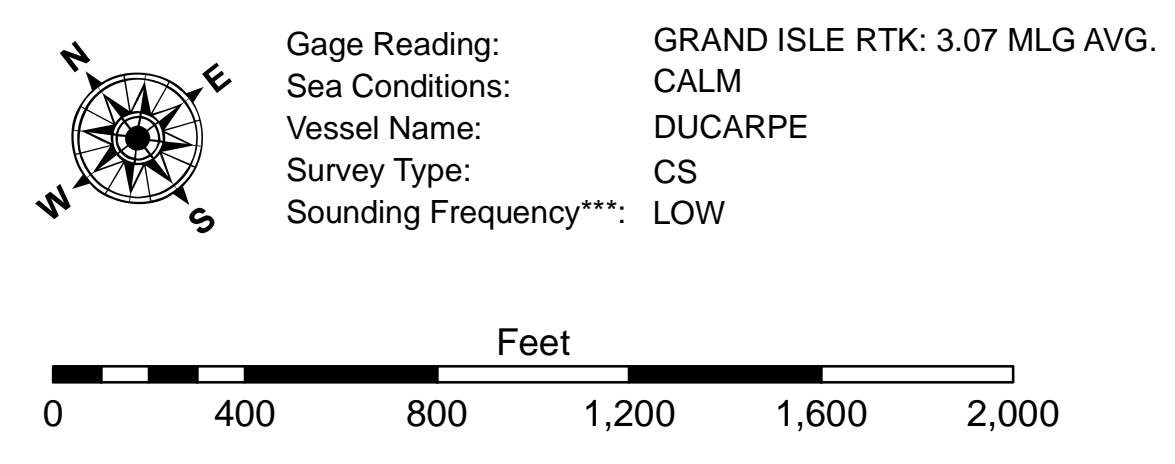 N
E
W
S
Gage Reading: GRAND ISLE RTK: 3.07 MLG AVG.
Sea Conditions: CALM
Vessel Name: DUCARPE
Survey Type: CS
Sounding Frequency***: LOW
Feet
0 400 800 1,200 1,600 2,000